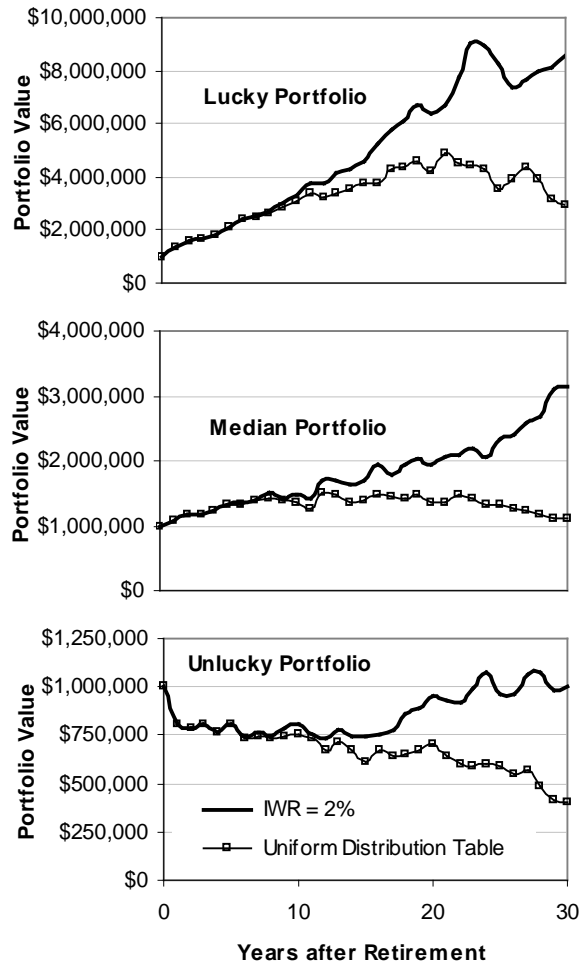 $10,000,000
$8,000,000
$6,000,000
$4,000,000
$2,000,000
$0
Portfolio Value
Lucky Portfolio
$4,000,000
$3,000,000
$2,000,000
$1,000,000
$0
Portfolio Value
Median Portfolio
$1,250,000
$1,000,000
$750,000
$500,000
$250,000
$0
Portfolio Value
Unlucky Portfolio
IWR = 2%
Uniform Distribution Table
0 10 20 30
Years after Retirement